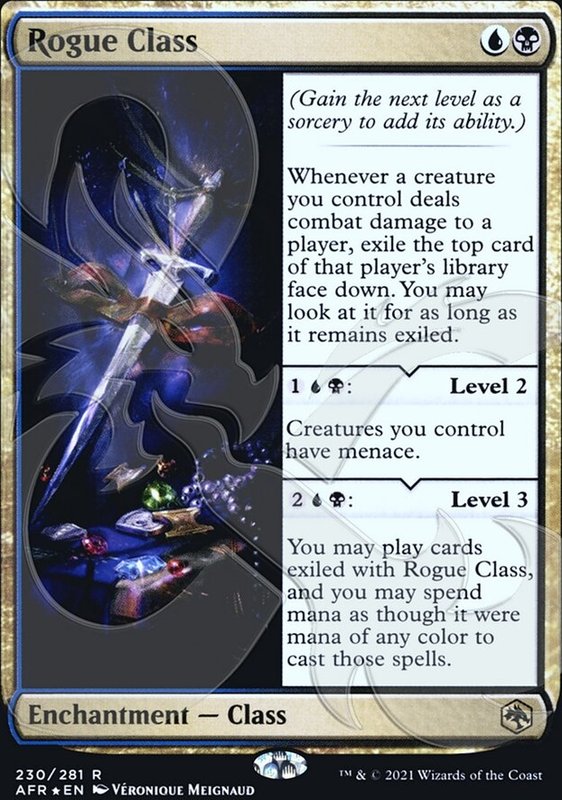 Rogue Class
(Gain the next level as a
sorcery to add its ability.)
Whenever a creature
you control deals
combat damage to a
player, exile the top card
of that player's library
face down. You may
look at it for as long as
it remains exiled.
1 : Level 2
Creatures you control
have menace.
2 : Level 3
You may play cards
exiled with Rogue Class,
and you may spend
mana as though it were
mana of any color to
cast those spells.
Enchantment — Class
230/281 R
AFR ★ EN Véronique Meignaud
™ & © 2021 Wizards of the Coast